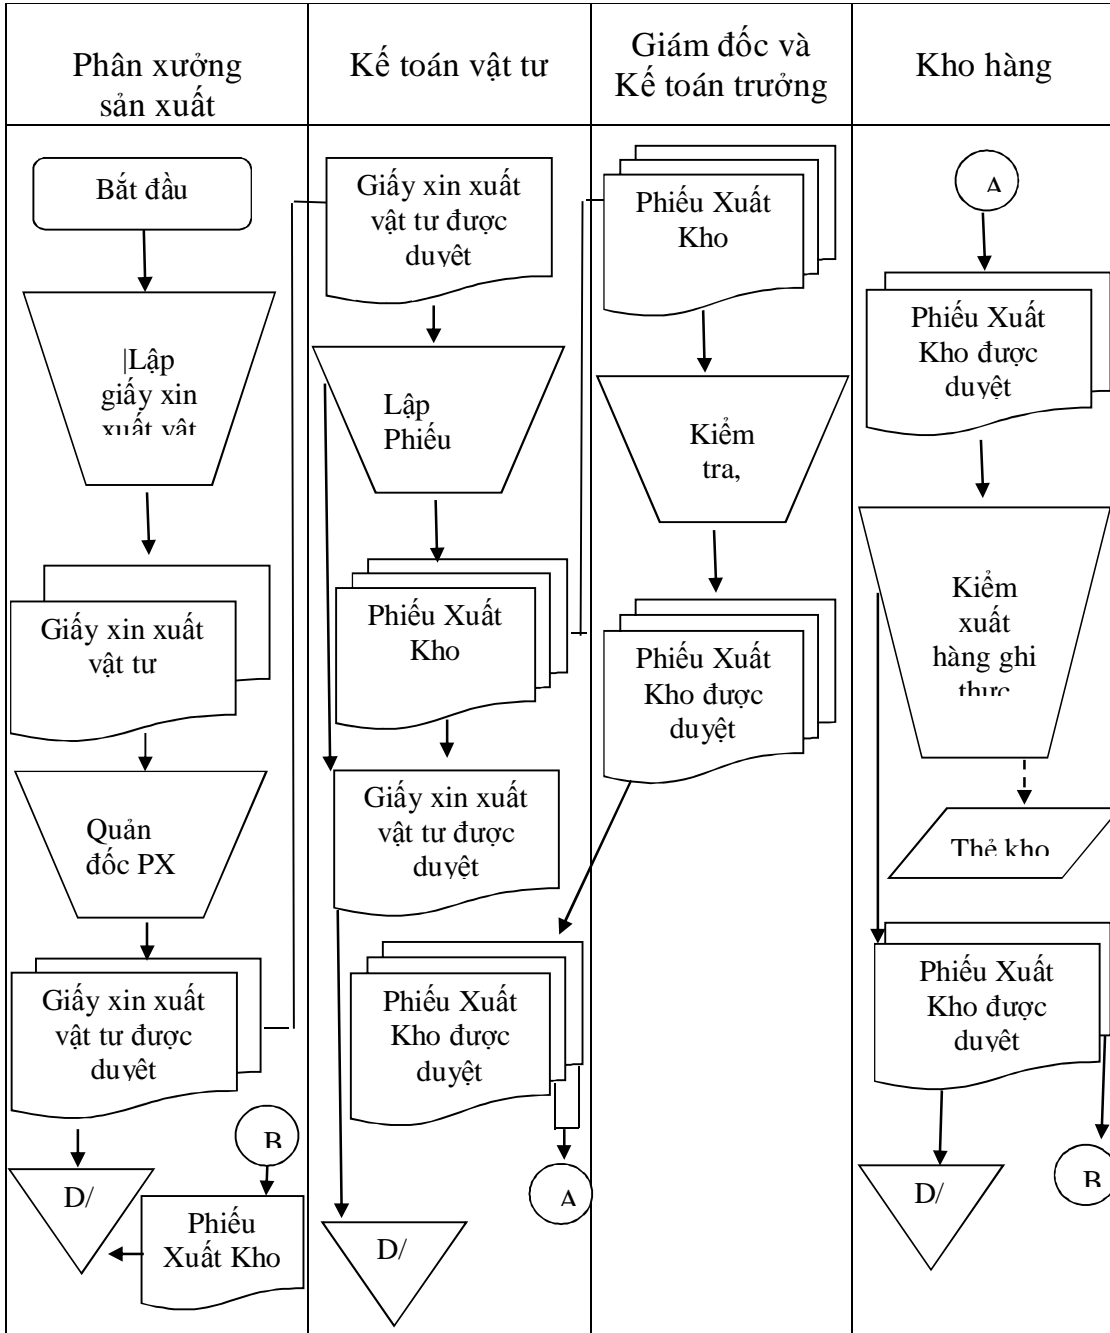 Phân xưởng
sản xuất
Kế toán vật tư
Giám đốc và
Kế toán trưởng
Kho hàng
Bắt đầu
|Lập
giấy xin
xuất vật
Giấy xin xuất
vật tư
Quản
đốc PX
Giấy xin xuất
vật tư được
duyệt
D/
B
Phiếu
Xuất Kho
Giấy xin xuất
vật tư được
duyệt
Lập
Phiếu
Phiếu Xuất
Kho
Giấy xin xuất
vật tư được
duyệt
Phiếu Xuất
Kho được
duyệt
A
D/
Phiếu Xuất
Kho
Kiểm
tra,
Phiếu Xuất
Kho được
duyệt
A
Phiếu Xuất
Kho được
duyệt
Kiểm
xuất
hàng ghi
thực
Thẻ kho
Phiếu Xuất
Kho được
duyệt
D/
B